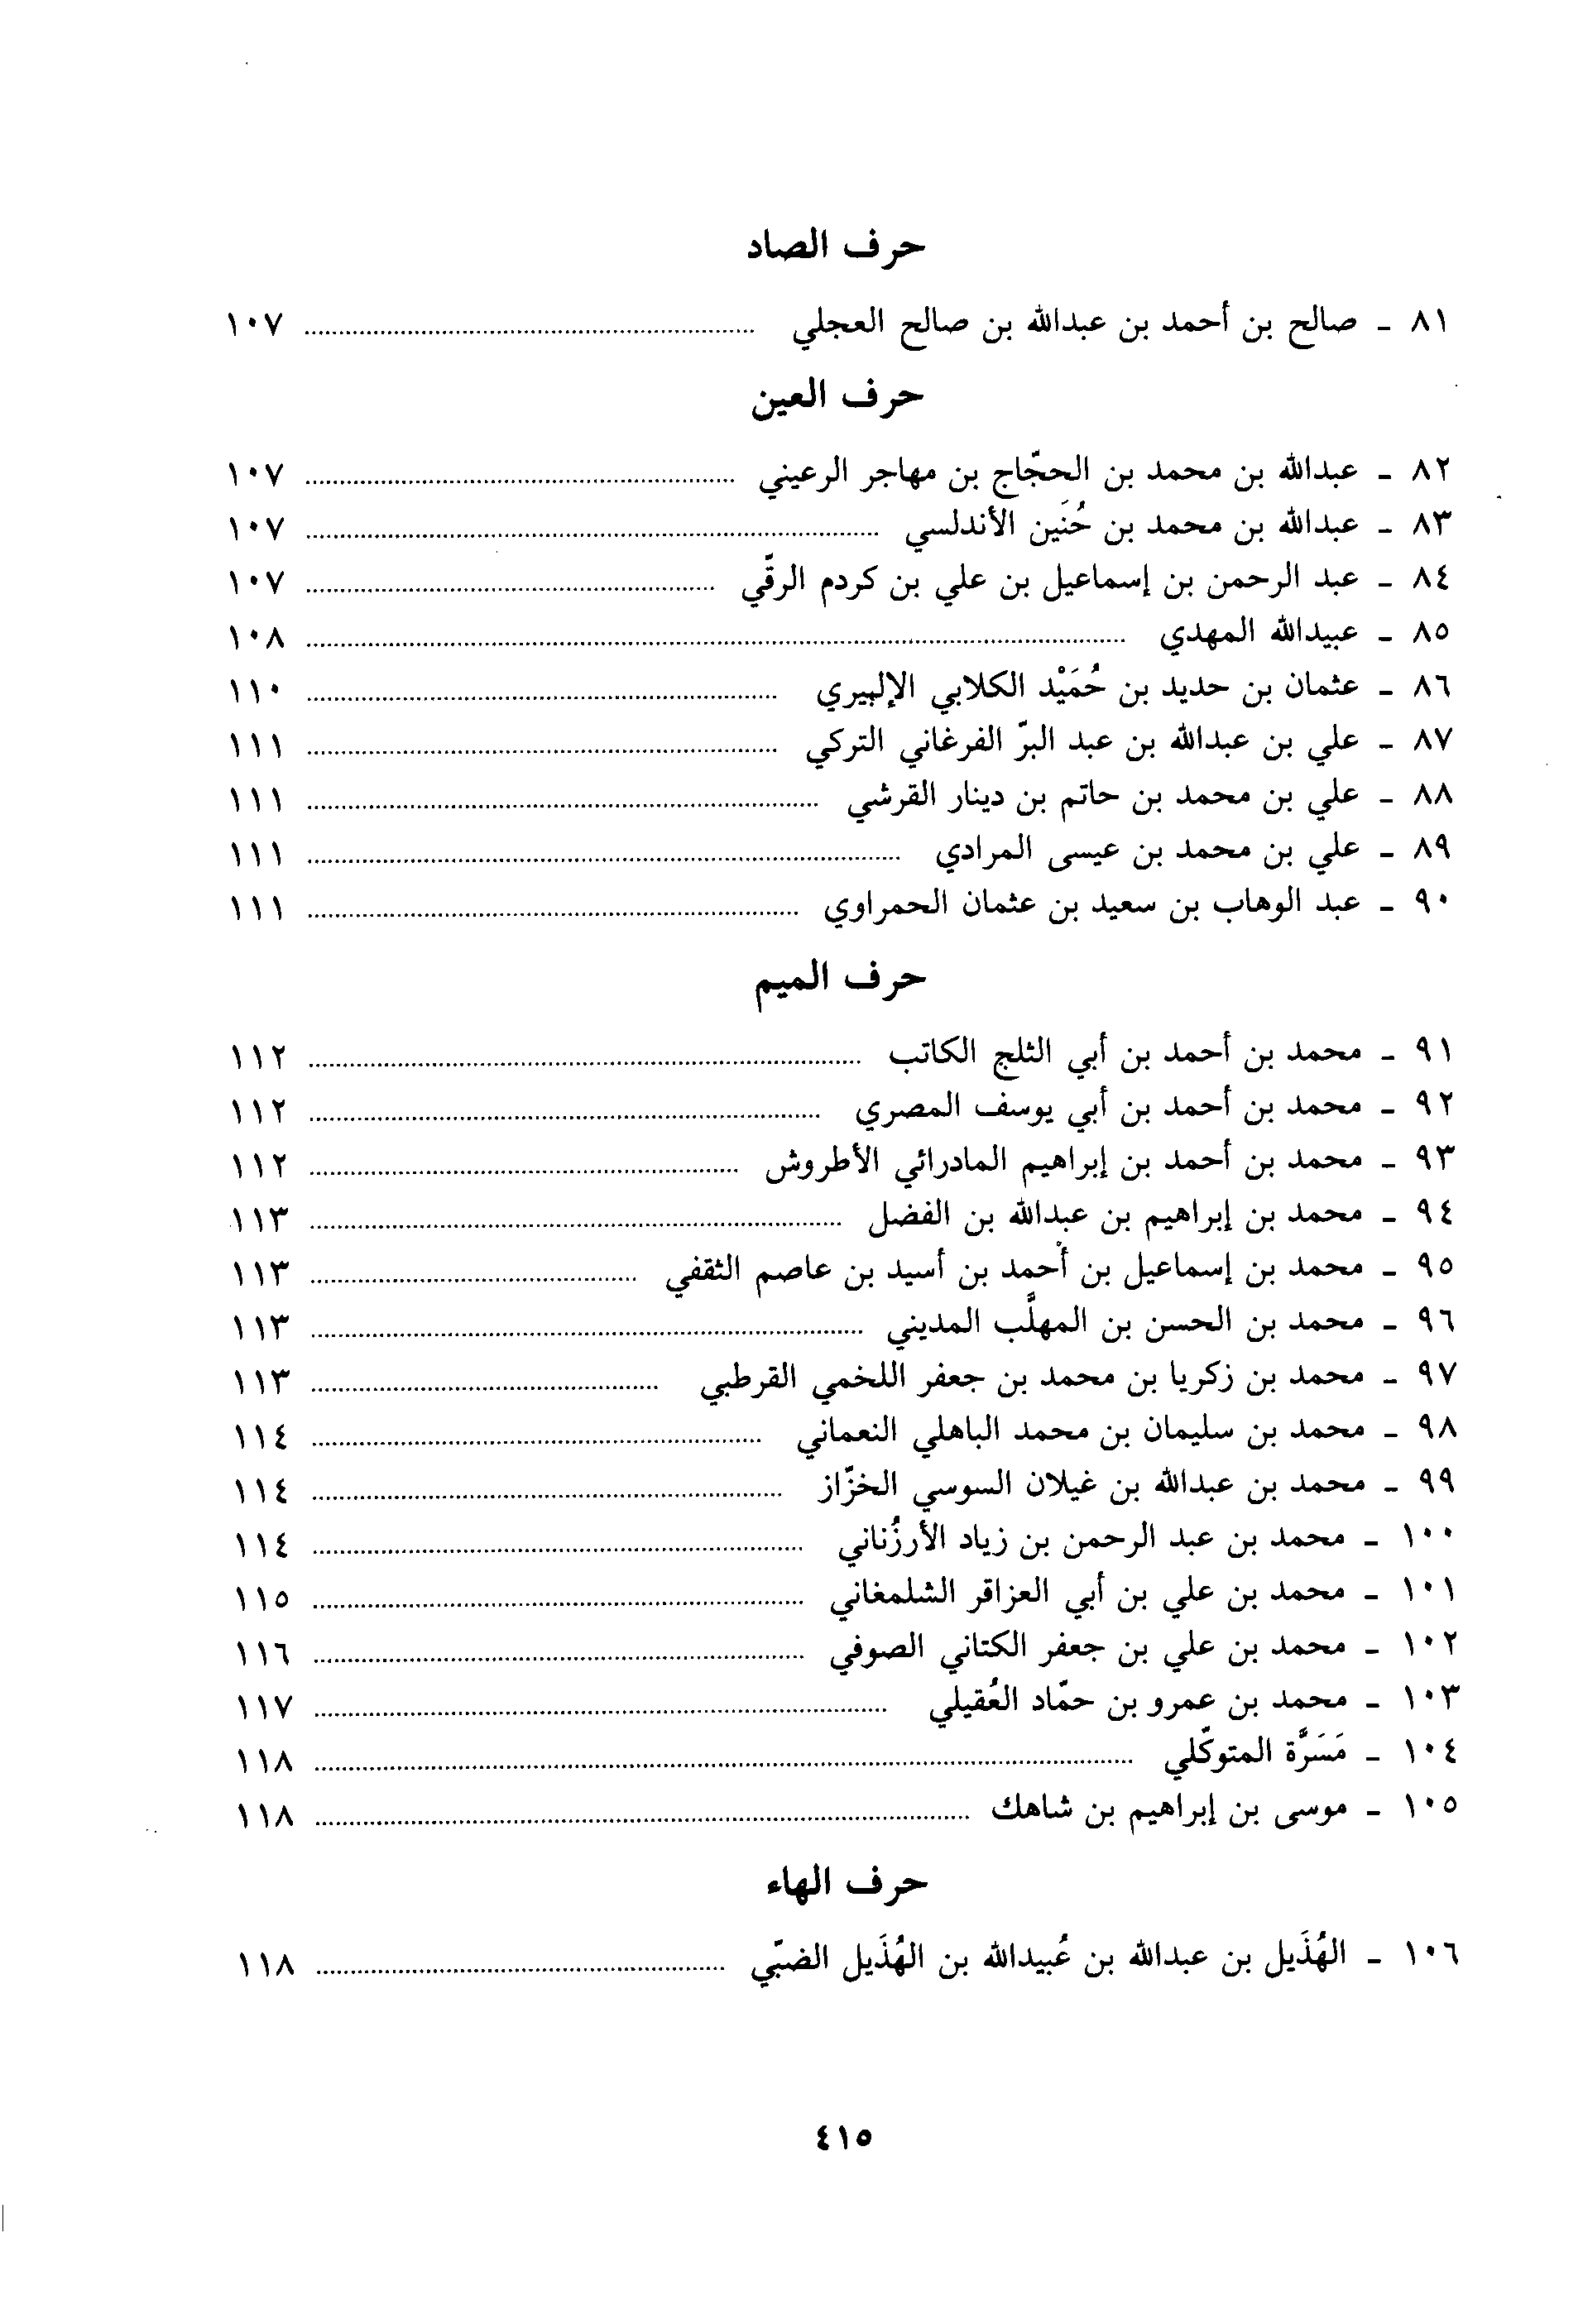 حرف الصاد
٨١ - صالح بن أحمد بن عبدالله بن صالح العجلي ........ ١٠٧
حرف العين
٨٢ - عبدالله بن محمد بن الحجّاج بن مهاجر الرعيني ........ ١٠٧
٨٣ - عبدالله بن محمد بن حُنَين الأندلسي ........ ١٠٧
٨٤ - عبد الرحمن بن إسماعيل بن علي بن كردم الرقّي ........ ١٠٧
٨٥ - عبيدالله المهدي ........ ١٠٨
٨٦ - عثمان بن حديد بن حُمَيْد الكلابي الإلبيري ........ ١١٠
٨٧ - علي بن عبدالله بن عبد البرّ الفرغاني التركي ........ ١١١
٨٨ - علي بن محمد بن حاتم بن دينار القرشي ........ ١١١
٨٩ - علي بن محمد بن عيسى المرادي ........ ١١١
٩٠ - عبد الوهاب بن سعيد بن عثمان الحمراوي ........ ١١١
حرف الميم
٩١ - محمد بن أحمد بن أبي الثلج الكاتب ........ ١١٢
٩٢ - محمد بن أحمد بن أبي يوسف المصري ........ ١١٢
٩٣ - محمد بن أحمد بن إبراهيم المادرائي الأطروش ........ ١١٢
٩٤ - محمد بن إبراهيم بن عبدالله بن الفضل ........ ١١٣
٩٥ - محمد بن إسماعيل بن أحمد بن أسيد بن عاصم الثقفي ........ ١١٣
٩٦ - محمد بن الحسن بن المهلَّب المديني ........ ١١٣
٩٧ - محمد بن زكريا بن محمد بن جعفر اللخمي القرطبي ........ ١١٣
٩٨ - محمد بن سليمان بن محمد الباهلي النعماني ........ ١١٤
٩٩ - محمد بن عبدالله بن غيلان السوسي الخزّاز ........ ١١٤
١٠٠ - محمد بن عبد الرحمن بن زياد الأرزُناني ........ ١١٤
١٠١ - محمد بن علي بن أبي العزاقر الشلمغاني ........ ١١٥
١٠٢ - محمد بن علي بن جعفر الكتاني الصوفي ........ ١١٦
١٠٣ - محمد بن عمرو بن حمّاد العُقيلي ........ ١١٧
١٠٤ - مَسَرَّة المتوكّلي ........ ١١٨
١٠٥ - موسى بن إبراهيم بن شاهك ........ ١١٨
حرف الهاء
١٠٦ - الهُذَيل بن عبدالله بن عُبيدالله بن الهُذَيل الضبّي ........ ١١٨
٤١٥